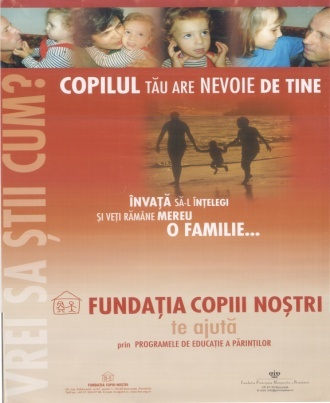 VREI SA ȘTII CUM?
COPILUL TĂU ARE NEVOIE DE TINE
ÎNVAȚĂ SĂ-L ÎNȚELEGI
ȘI VEȚI RĂMÂNE MEREU
O FAMILIE...
FUNDAȚIA COPIII NOȘTRI
te ajută
prin PROGRAMELE DE EDUCAȚIE A PĂRINȚILOR
FUNDAȚIA COPIII NOȘTRI